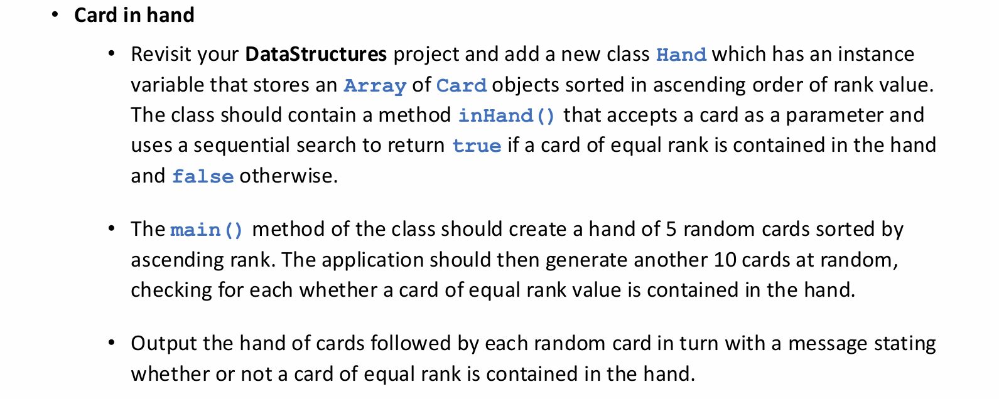 • Card in hand
• Revisit your DataStructures project and add a new class Hand which has an instance
variable that stores an Array of Card objects sorted in ascending order of rank value.
The class should contain a method inHand() that accepts a card as a parameter and
uses a sequential search to return true if a card of equal rank is contained in the hand
and false otherwise.
• The main() method of the class should create a hand of 5 random cards sorted by
ascending rank. The application should then generate another 10 cards at random,
checking for each whether a card of equal rank value is contained in the hand.
• Output the hand of cards followed by each random card in turn with a message stating
whether or not a card of equal rank is contained in the hand.